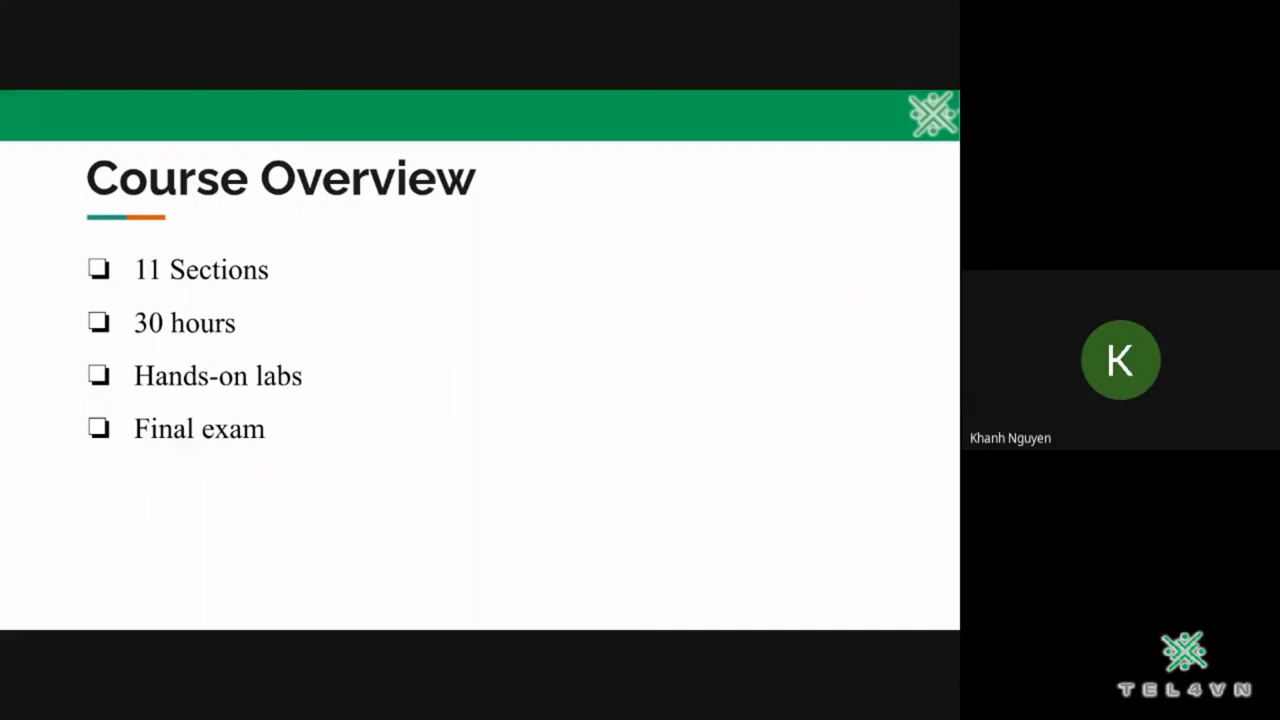 Course Overview
11 Sections
30 hours
Hands-on labs
Final exam
K
Khanh Nguyen
TEL4VN